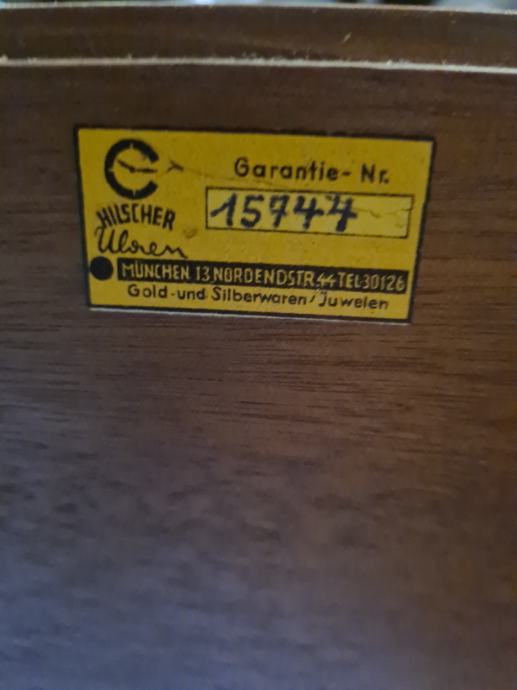 Garantie-Nr.
15744
HILSCHER
Uhren
MÜNCHEN 13 NORDENDSTR. 44 TEL·30126
Gold-und Silberwaren/Juwelen